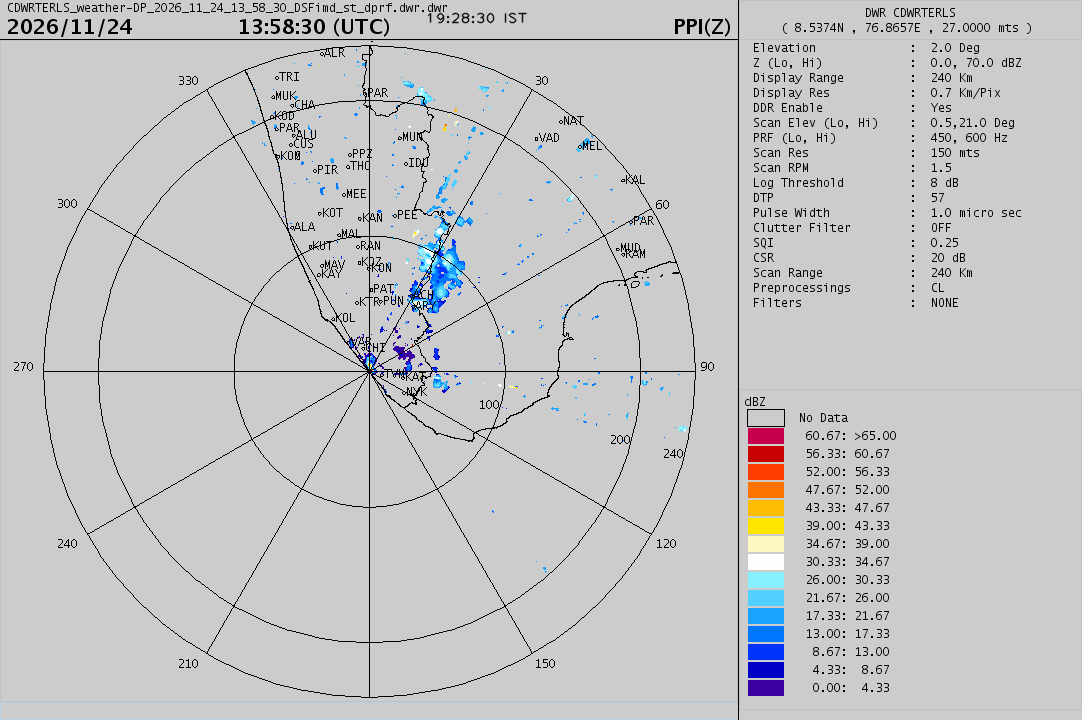 CDWRTERLS_weather-DP_2026_11_24_13_58_30_DSFimd_st_dprf.dwr.dwr
19:28:30 IST
2026/11/24 13:58:30 (UTC) PPI(Z)
DWR CDWRTERLS
( 8.5374N , 76.8657E , 27.0000 mts )
Elevation : 2.0 Deg
Z (Lo, Hi) : 0.0, 70.0 dBZ
Display Range : 240 Km
Display Res : 0.7 Km/Pix
DDR Enable : Yes
Scan Elev (Lo, Hi) : 0.5,21.0 Deg
PRF (Lo, Hi) : 450, 600 Hz
Scan Res : 150 mts
Scan RPM : 1.5
Log Threshold : 8 dB
DTP : 57
Pulse Width : 1.0 micro sec
Clutter Filter : OFF
SQI : 0.25
CSR : 20 dB
Scan Range : 240 Km
Preprocessings : CL
Filters : NONE
dBZ
No Data
60.67: >65.00
56.33: 60.67
52.00: 56.33
47.67: 52.00
43.33: 47.67
39.00: 43.33
34.67: 39.00
30.33: 34.67
26.00: 30.33
21.67: 26.00
17.33: 21.67
13.00: 17.33
8.67: 13.00
4.33: 8.67
0.00: 4.33
ALR
TRI
330
30
MUK
PAR
CHA
KOD
NAT
PAR
ALU
MUN
VAD
CUS
MEL
KON
PPZ
IDU
THO
PIR
KAL
MEE
300
60
KOT
KAN
PEE
PAR
ALA
MAL
KUT
RAN
MUD
RAM
MAV
KOZ
KON
KAY
PAT
ACH
KTR
PUN
AR
KOL
VAR
CHI
270
90
TVM
KAT
NYK
100
200
240
240
120
210
150